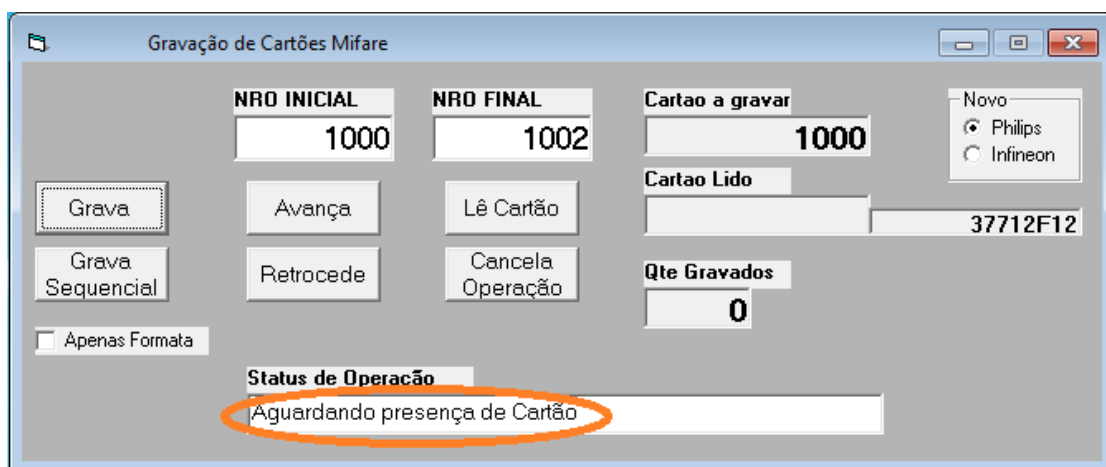 Gravação de Cartões Mifare
NRO INICIAL
NRO FINAL
Cartao a gravar
Novo
1000
1002
1000
Philips
Infineon
Cartao Lido
Grava
Avança
Lê Cartão
37712F12
Grava
Sequencial
Retrocede
Cancela
Operação
Qte Gravados
0
Apenas Formata
Status de Operacão
Aguardando presença de Cartão